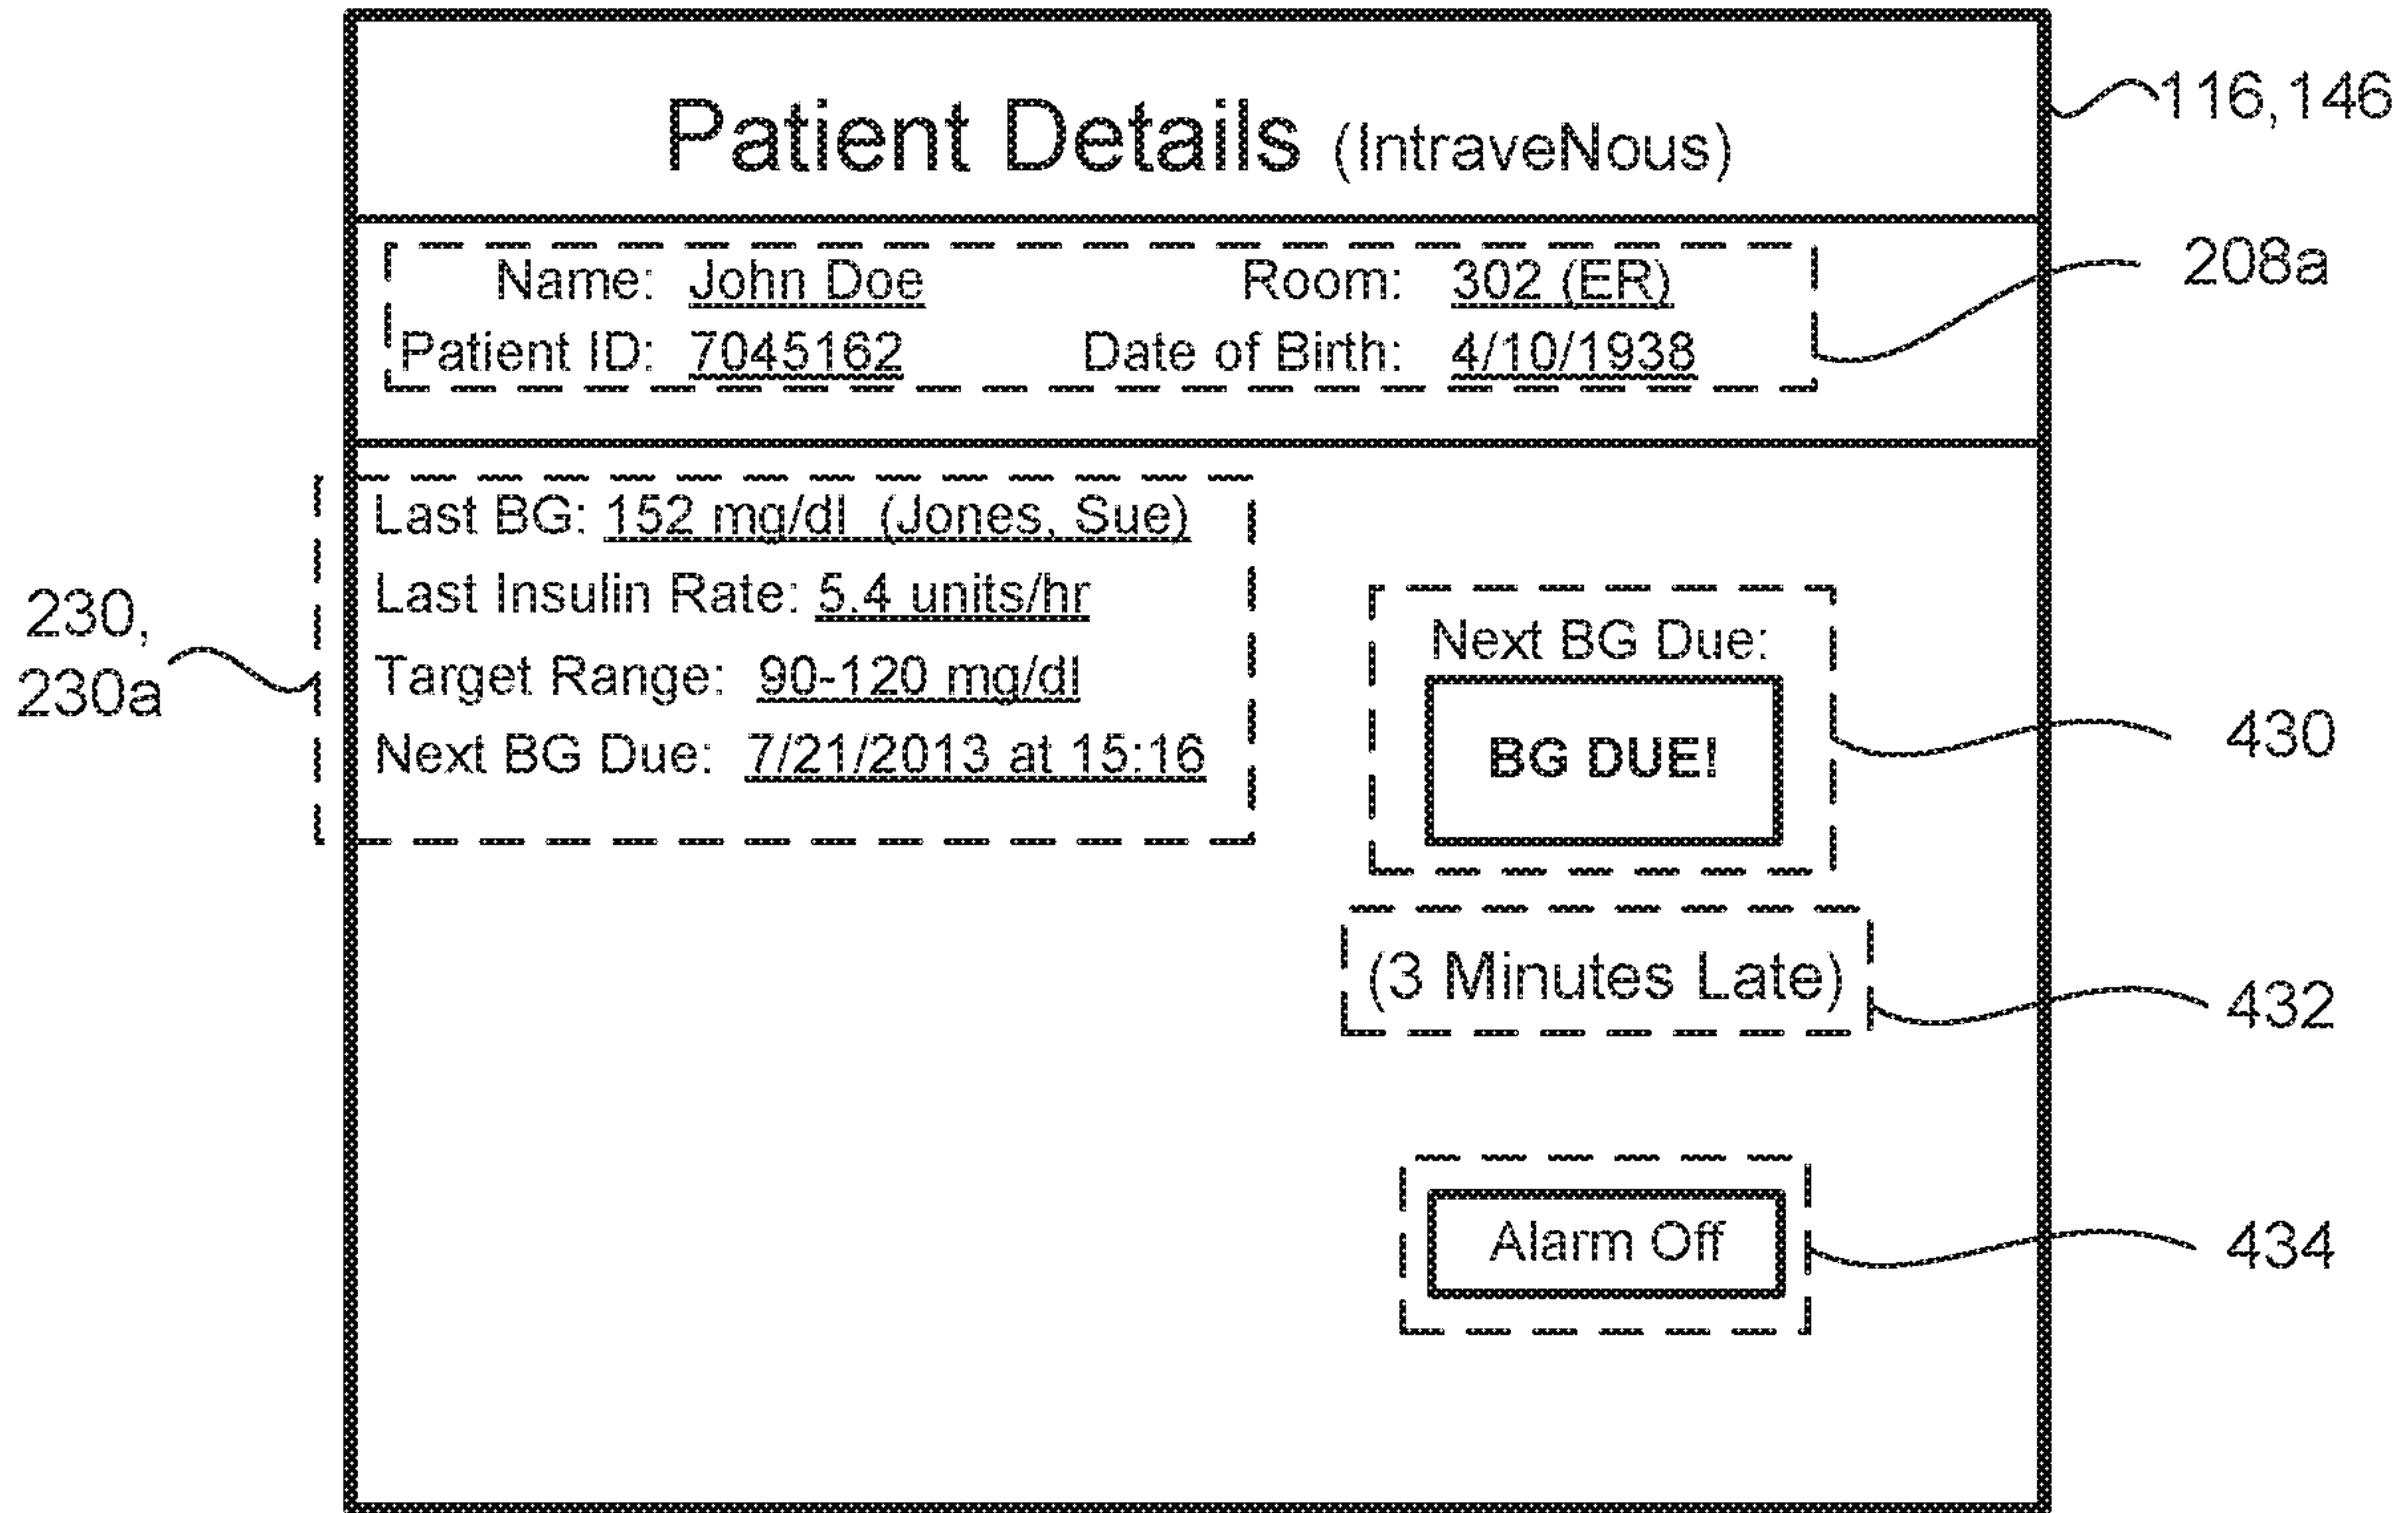 Patient Details (IntraveNous)
116,146
Name: John Doe Room: 302 (ER)
208a
Patient ID: 7045162 Date of Birth: 4/10/1938
Last BG: 152 mg/dl (Jones, Sue)
Last Insulin Rate: 5.4 units/hr
230,
230a
Target Range: 90-120 mg/dl
Next BG Due: 7/21/2013 at 15:16
Next BG Due:
BG DUE!
430
(3 Minutes Late)
432
Alarm Off
434